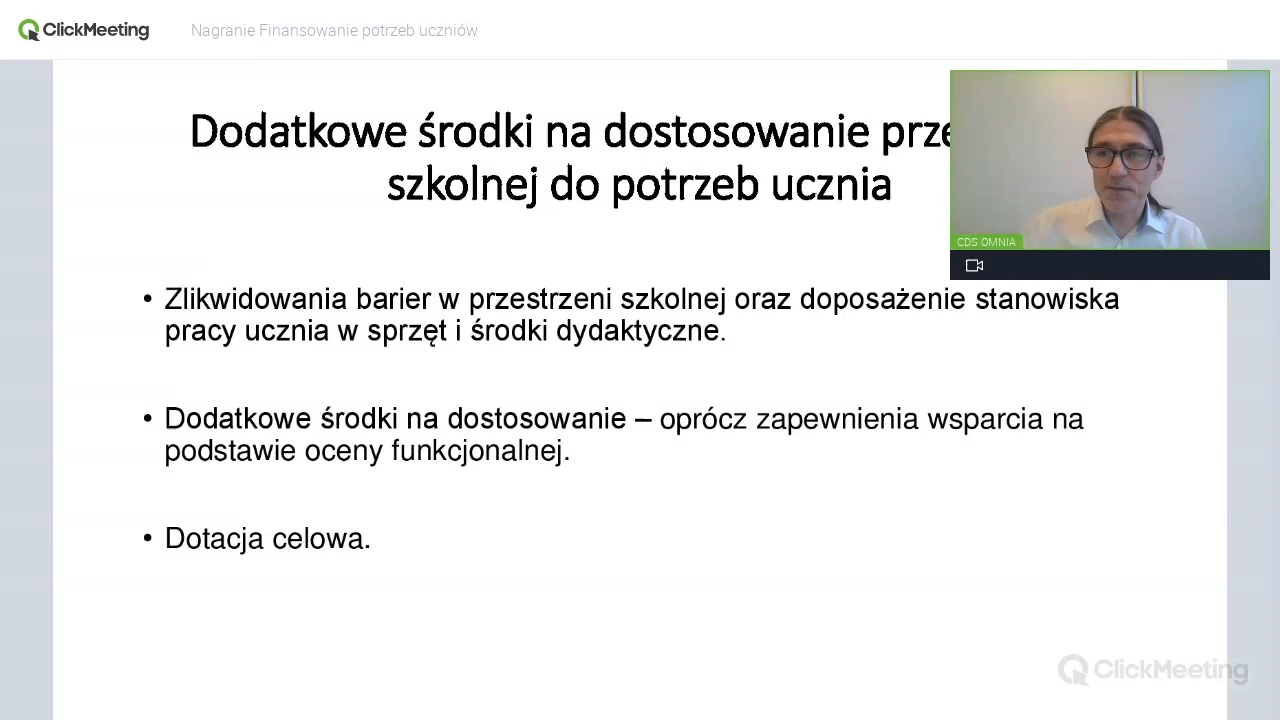 ClickMeeting
Nagranie Finansowanie potrzeb uczniów
Dodatkowe środki na dostosowanie prze
szkolnej do potrzeb ucznia
CDS OMNIA
• Zlikwidowania barier w przestrzeni szkolnej oraz doposażenie stanowiska
pracy ucznia w sprzęt i środki dydaktyczne.
• Dodatkowe środki na dostosowanie – oprócz zapewnienia wsparcia na
podstawie oceny funkcjonalnej.
• Dotacja celowa.
ClickMeeting